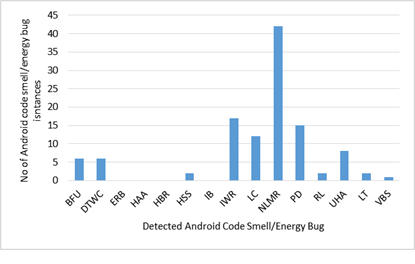 No of Android code smell/energy bug
isntances
45
40
35
30
25
20
15
10
5
0
BFU
DTWC
ERB
HAA
HBR
HSS
IB
IWR
LC
NLMR
PD
RL
UHA
LT
VBS
Detected Android Code Smell/Energy Bug